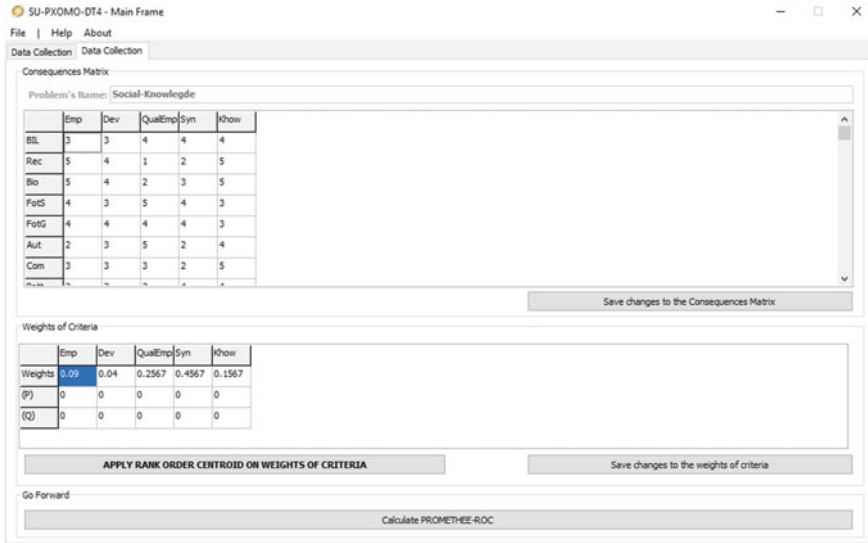 SU-PXOMO-DT4 - Main Frame
File | Help About
Data Collection Data Collection
Consequences Matrix
Problem's Name: Social-Knowlegde
Emp Dev QualEmp Syn Khow
BIL 3 3 4 4 4
Rec 5 4 1 2 5
Bio 5 4 2 3 5
FotS 4 3 5 4 3
FotG 4 4 4 4 3
Aut 2 3 5 2 4
Com 3 3 3 2 5
Save changes to the Consequences Matrix
Weights of Criteria
Emp Dev QualEmp Syn Khow
Weights 0.09 0.04 0.2567 0.4567 0.1567
(P) 0 0 0 0 0
(Q) 0 0 0 0 0
APPLY RANK ORDER CENTROID ON WEIGHTS OF CRITERIA
Save changes to the weights of criteria
Go Forward
Calculate PROMETHEE-ROC